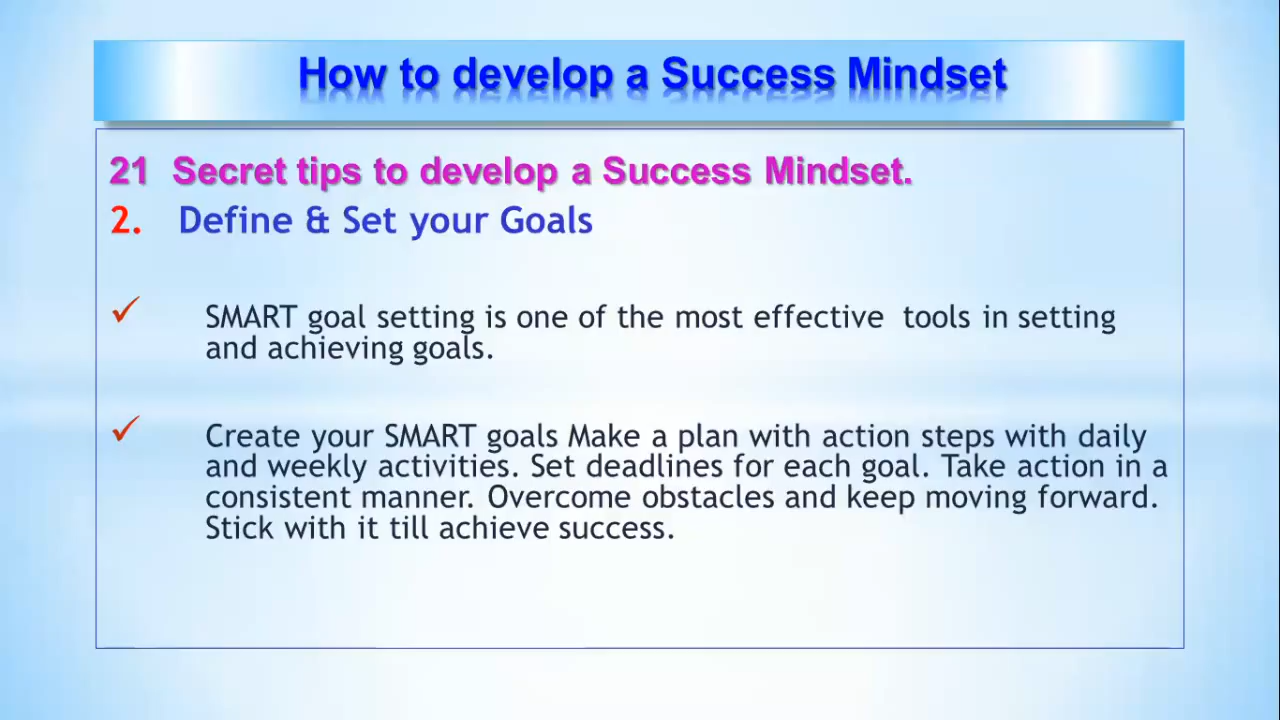 How to develop a Success Mindset
21 Secret tips to develop a Success Mindset.
2. Define & Set your Goals
✓ SMART goal setting is one of the most effective tools in setting
and achieving goals.
✓ Create your SMART goals Make a plan with action steps with daily
and weekly activities. Set deadlines for each goal. Take action in a
consistent manner. Overcome obstacles and keep moving forward.
Stick with it till achieve success.